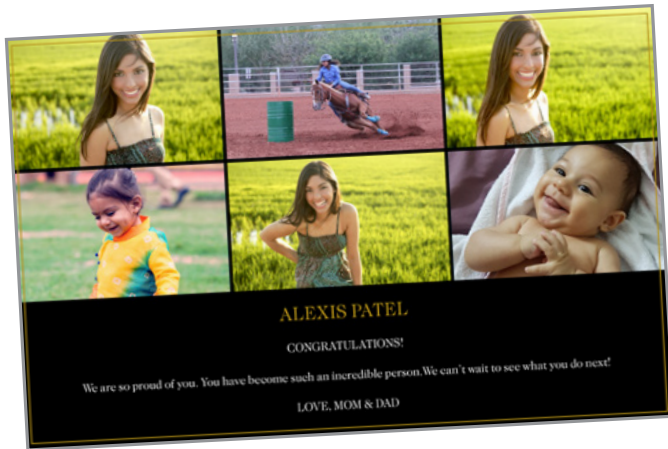 ALEXIS PATEL
CONGRATULATIONS!
We are so proud of you. You have become such an incredible person.We can't wait to see what you do next!
LOVE, MOM & DAD